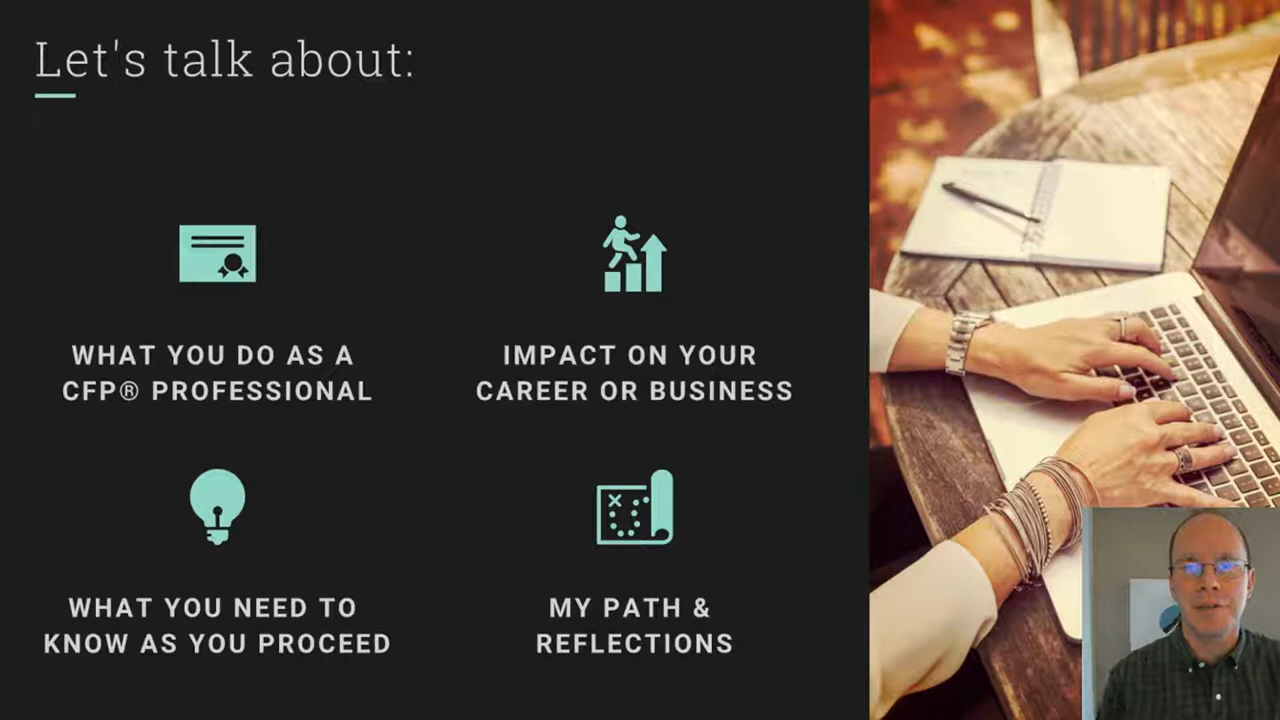 Let's talk about:
WHAT YOU DO AS A
CFP® PROFESSIONAL
IMPACT ON YOUR
CAREER OR BUSINESS
WHAT YOU NEED TO
KNOW AS YOU PROCEED
MY PATH &
REFLECTIONS